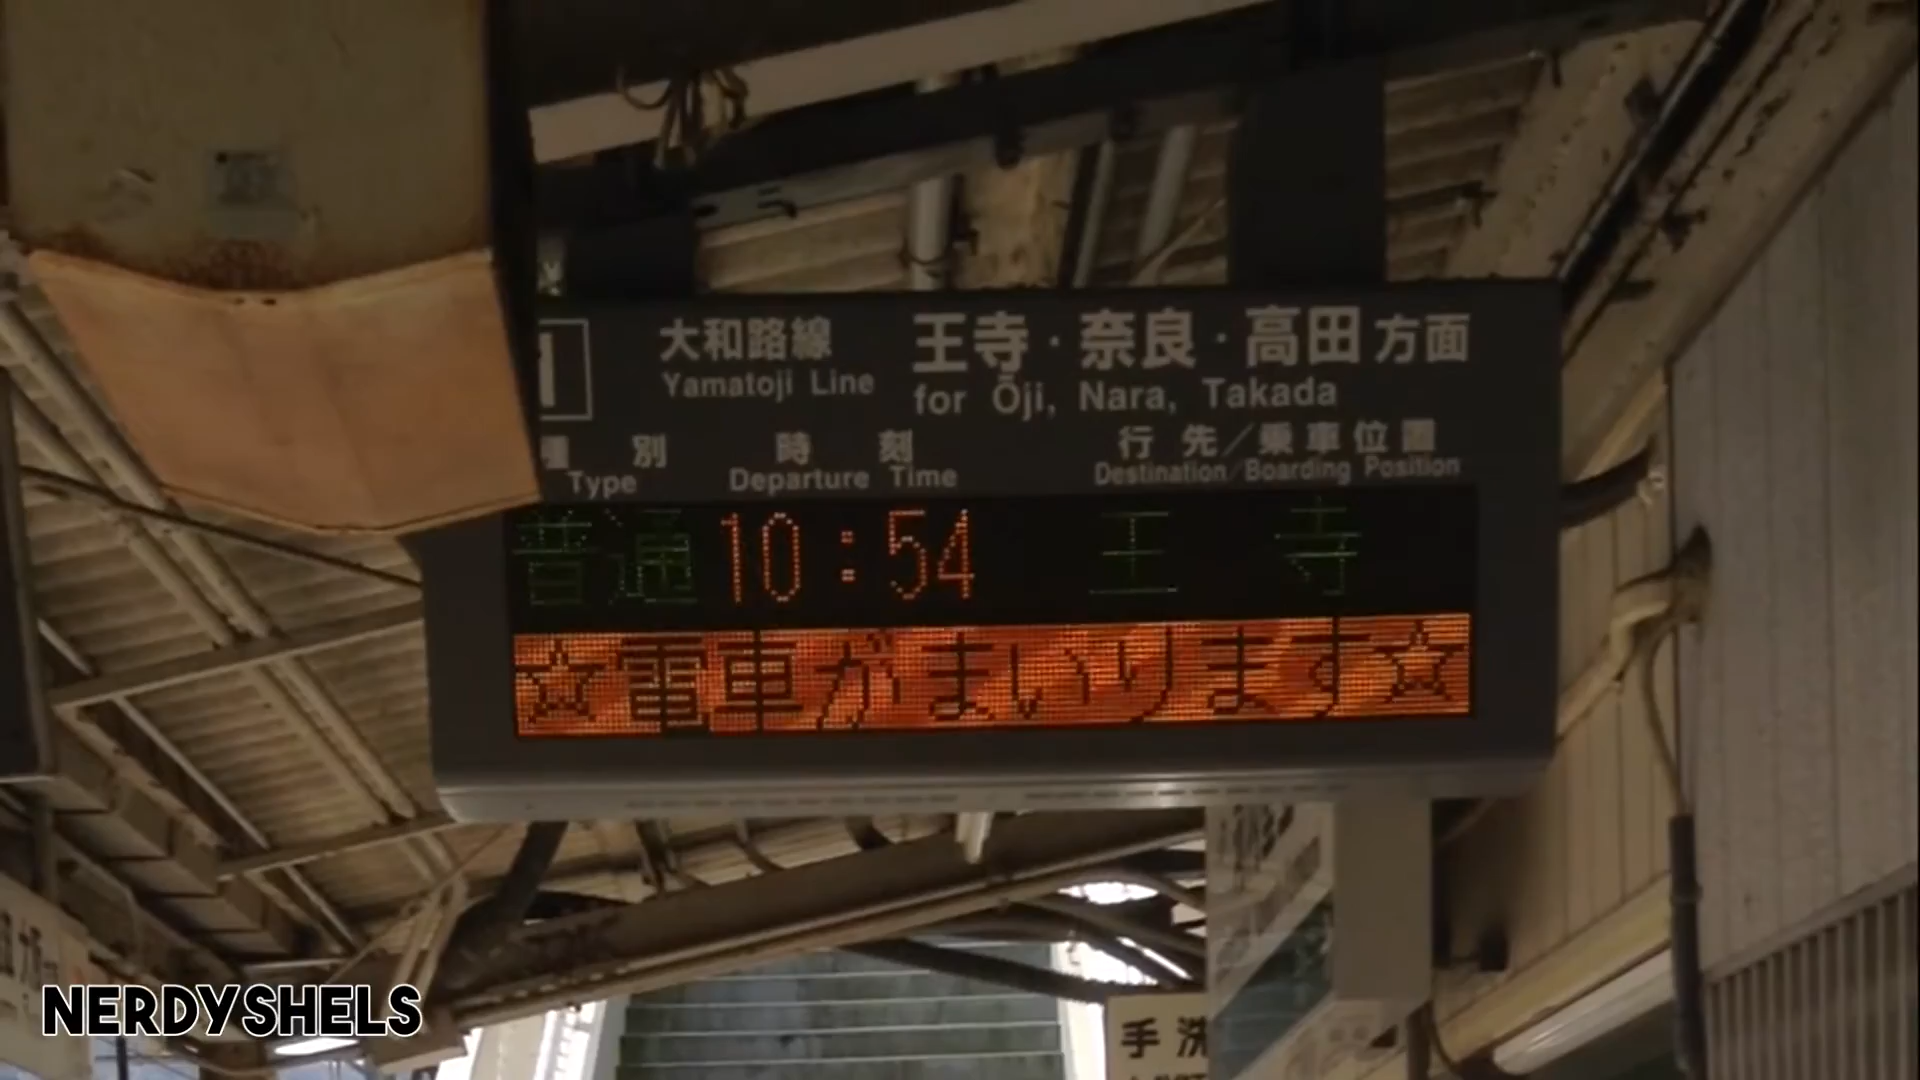 1
大和路線 王寺・奈良・高田方面
Yamatoji Line for Ōji, Nara, Takada
種別 時刻 行先/乗車位置
Type Departure Time Destination/Boarding Position
普通 10:54 王寺
☆電車がまいります☆
手洗
NERDYSHELS